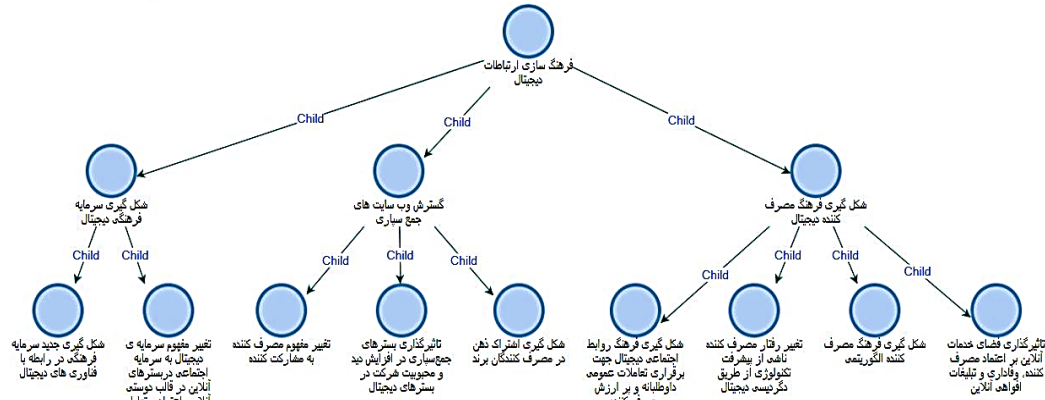 فرهنگ سازی ارتباطات
دیجیتال
Child
Child
Child
شکل گیری فرهنگ مصرف
کننده دیجیتال
گسترش وب سایت های
جمع سپاری
شکل گیری سرمایه
فرهنگی دیجیتال
Child
Child
Child
Child
Child
Child
Child
Child
Child
تاثیرگذاری فضای خدمات
آنلاین بر اعتماد مصرف
کننده، وفاداری و تبلیغات
افواهی آنلاین
شکل گیری فرهنگ مصرف
کننده الگوریتمی
تغییر رفتار مصرف کننده
ناشی از پیشرفت
تکنولوژی از طریق
دگردیسی دیجیتال
شکل گیری فرهنگ روابط
اجتماعی دیجیتال جهت
برقراری تعاملات عمومی
داوطلبانه و بر ارزش
شکل گیری اشتراک ذهن
در مصرف کنندگان برند
تاثیرگذاری بسترهای
جمع‌سپاری در افزایش دید
و محبوبیت شرکت در
بسترهای دیجیتال
تغییر مفهوم مصرف کننده
به مشارکت کننده
تغییر مفهوم سرمایه ی
دیجیتال به سرمایه
اجتماعی دربسترهای
آنلاین در قالب دوستی
شکل گیری جدید سرمایه
فرهنگی در رابطه با
فناوری های دیجیتال